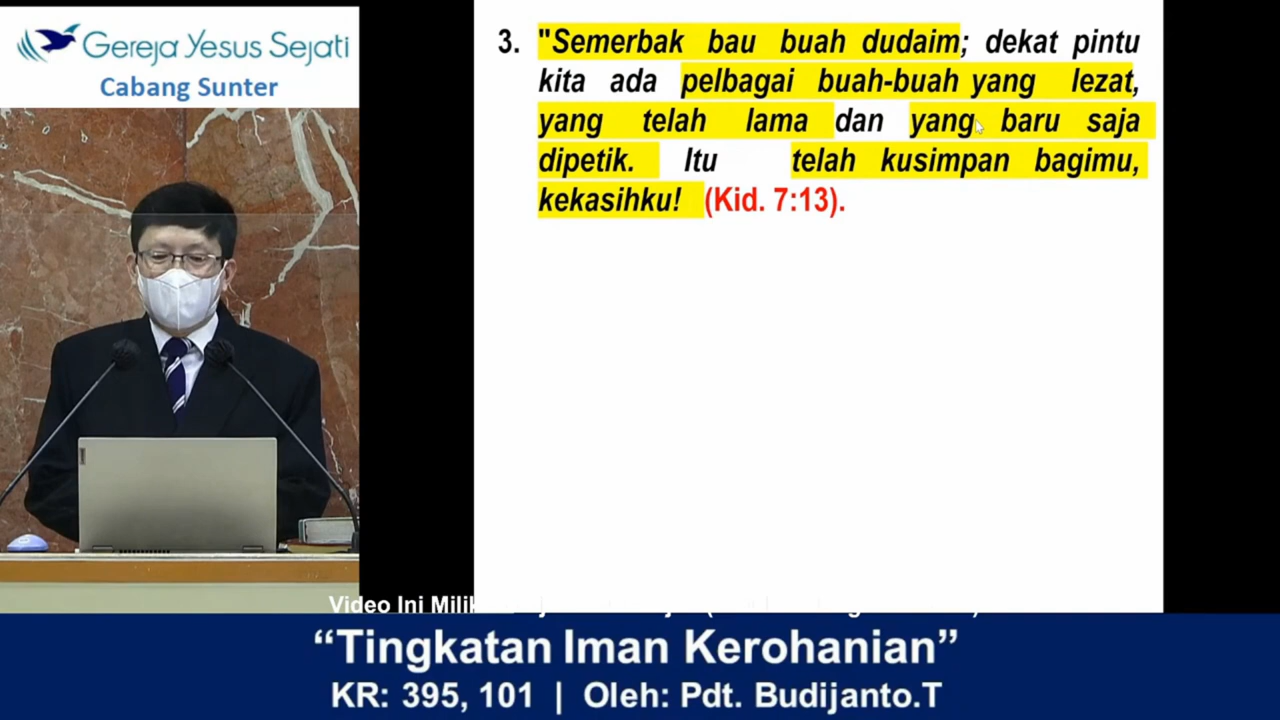 Gereja Yesus Sejati
Cabang Sunter
3. "Semerbak bau buah dudaim; dekat pintu
kita ada pelbagai buah-buah yang lezat,
yang telah lama dan yang baru saja
dipetik. Itu telah kusimpan bagimu,
kekasihku! (Kid. 7:13).
Video Ini
“Tingkatan Iman Kerohanian”
KR: 395, 101 | Oleh: Pdt. Budijanto.T